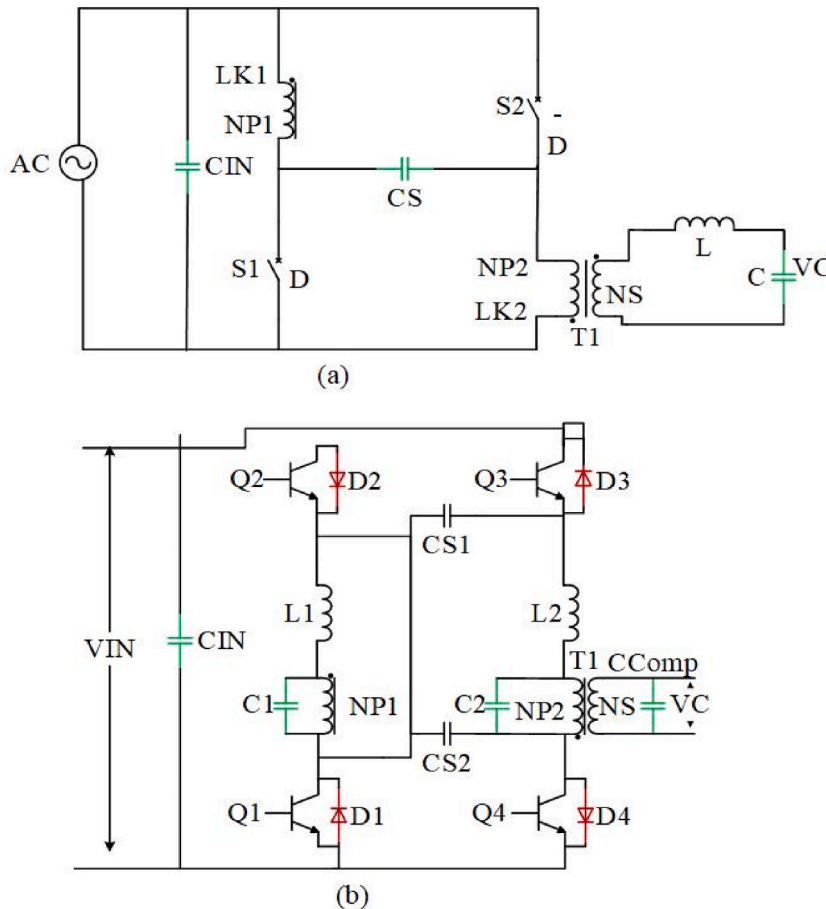 LK1
NP1
S2
-
D
AC
CIN
CS
S1
D
NP2
LK2
NS
T1
L
C
VC
(a)
Q2
D2
Q3
D3
CS1
L1
L2
VIN
CIN
C1
NP1
C2
NP2
T1
CComp
NS
VC
CS2
Q1
D1
Q4
D4
(b)